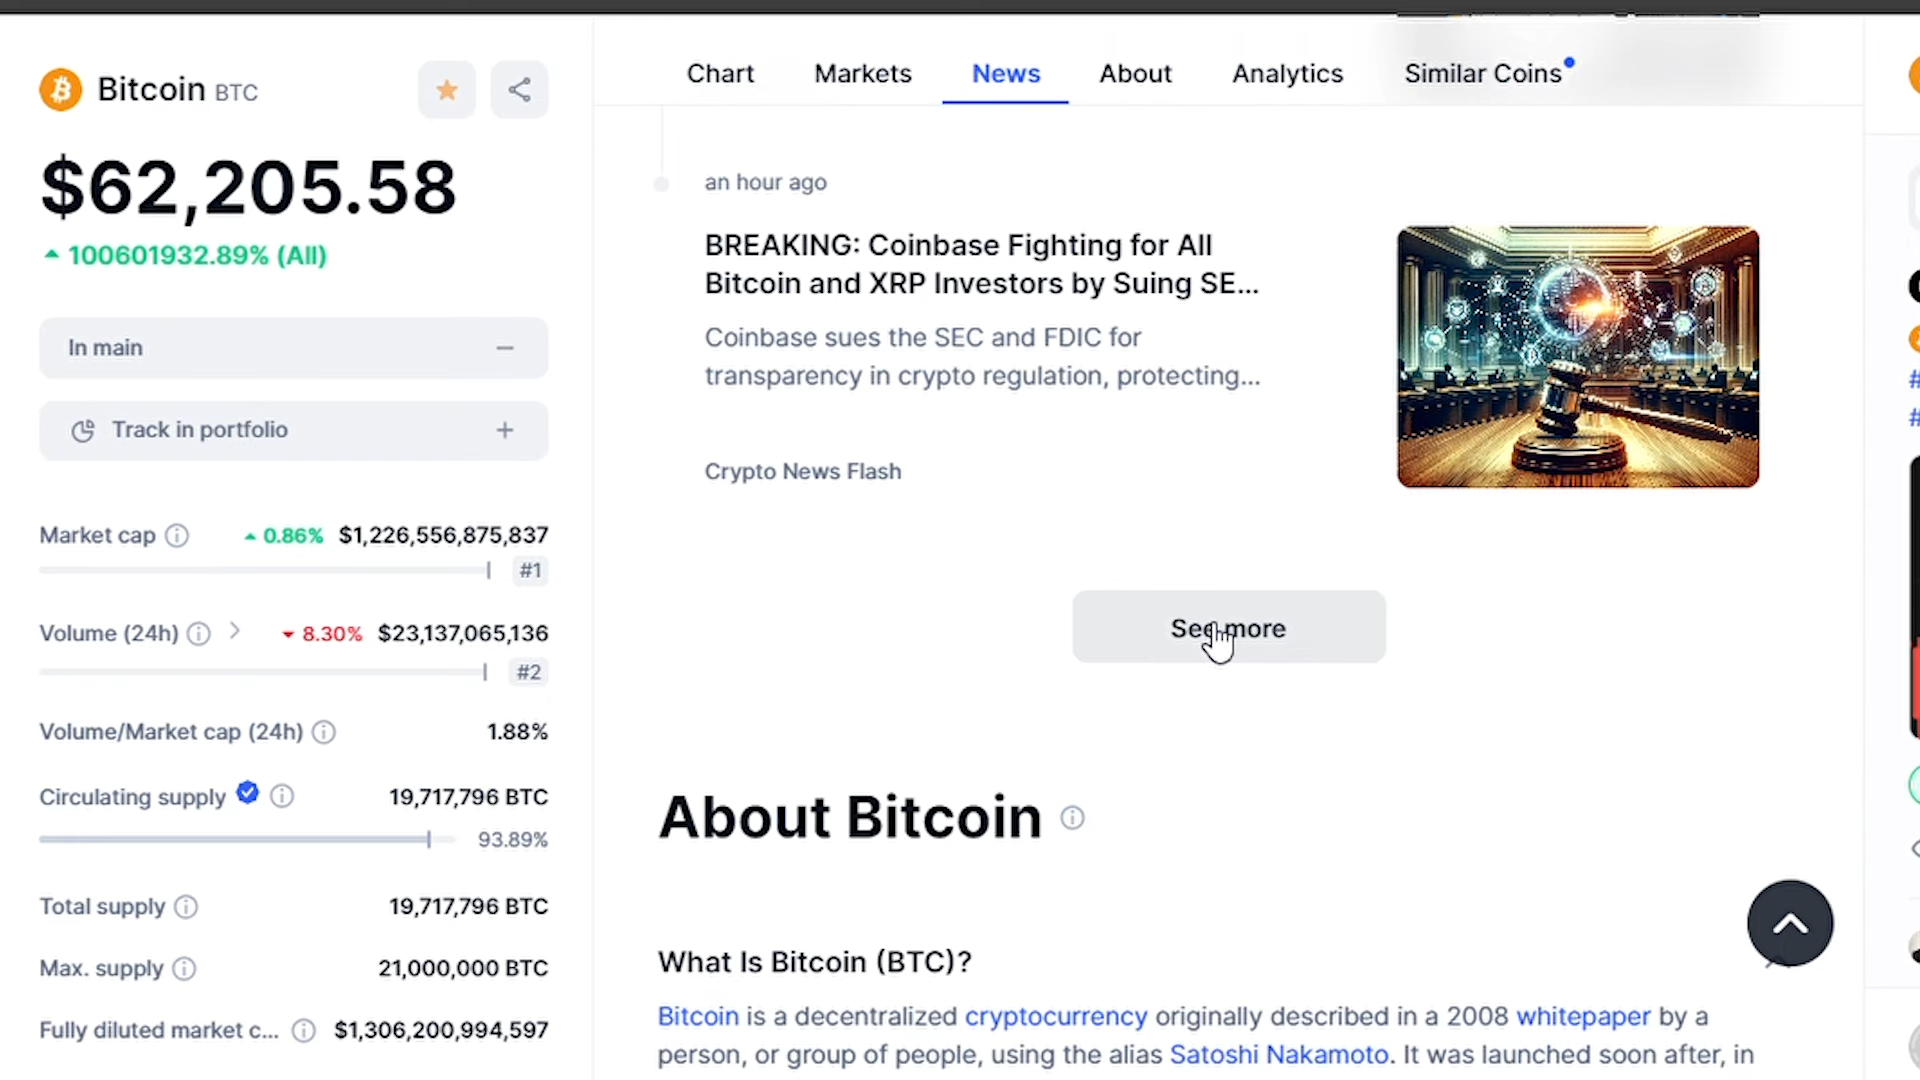 Bitcoin BTC
$62,205.58
100601932.89% (All)
In main
Track in portfolio
Market cap 0.86% $1,226,556,875,837
#1
Volume (24h) 8.30% $23,137,065,136
#2
Volume/Market cap (24h) 1.88%
Circulating supply 19,717,796 BTC
93.89%
Total supply 19,717,796 BTC
Max. supply 21,000,000 BTC
Fully diluted market c... $1,306,200,994,597
Chart Markets News About Analytics Similar Coins
an hour ago
BREAKING: Coinbase Fighting for All
Bitcoin and XRP Investors by Suing SE...
Coinbase sues the SEC and FDIC for
transparency in crypto regulation, protecting...
Crypto News Flash
See more
About Bitcoin
What Is Bitcoin (BTC)?
Bitcoin is a decentralized cryptocurrency originally described in a 2008 whitepaper by a
person, or group of people, using the alias Satoshi Nakamoto. It was launched soon after, in
#
#